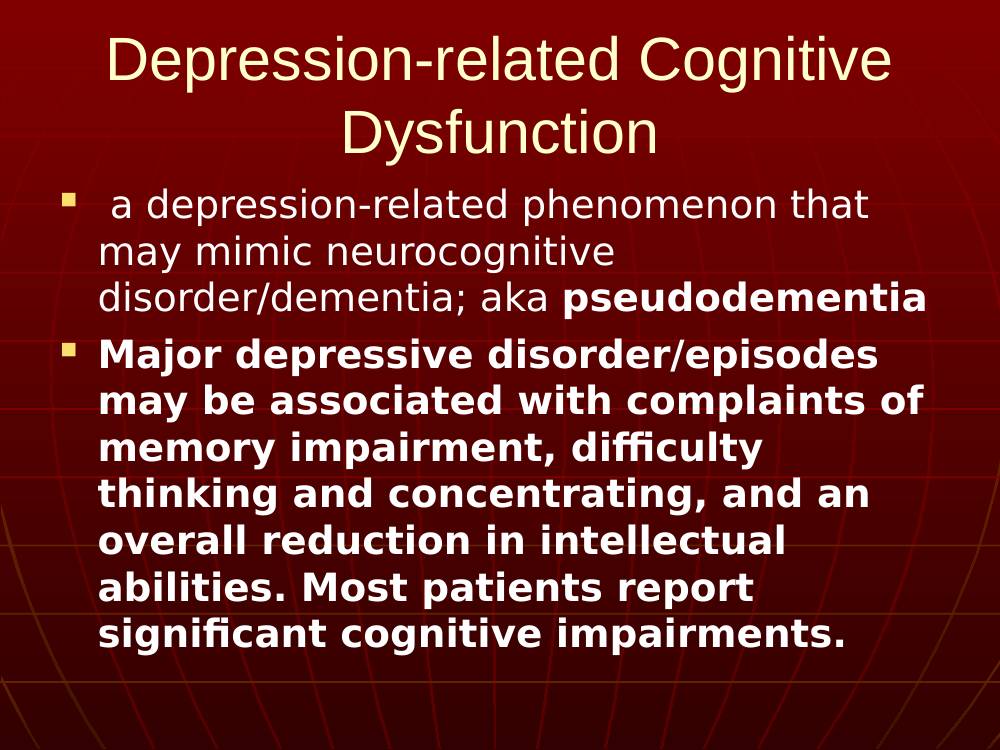 Depression-related Cognitive
Dysfunction
a depression-related phenomenon that
may mimic neurocognitive
disorder/dementia; aka pseudodementia
Major depressive disorder/episodes
may be associated with complaints of
memory impairment, difficulty
thinking and concentrating, and an
overall reduction in intellectual
abilities. Most patients report
significant cognitive impairments.